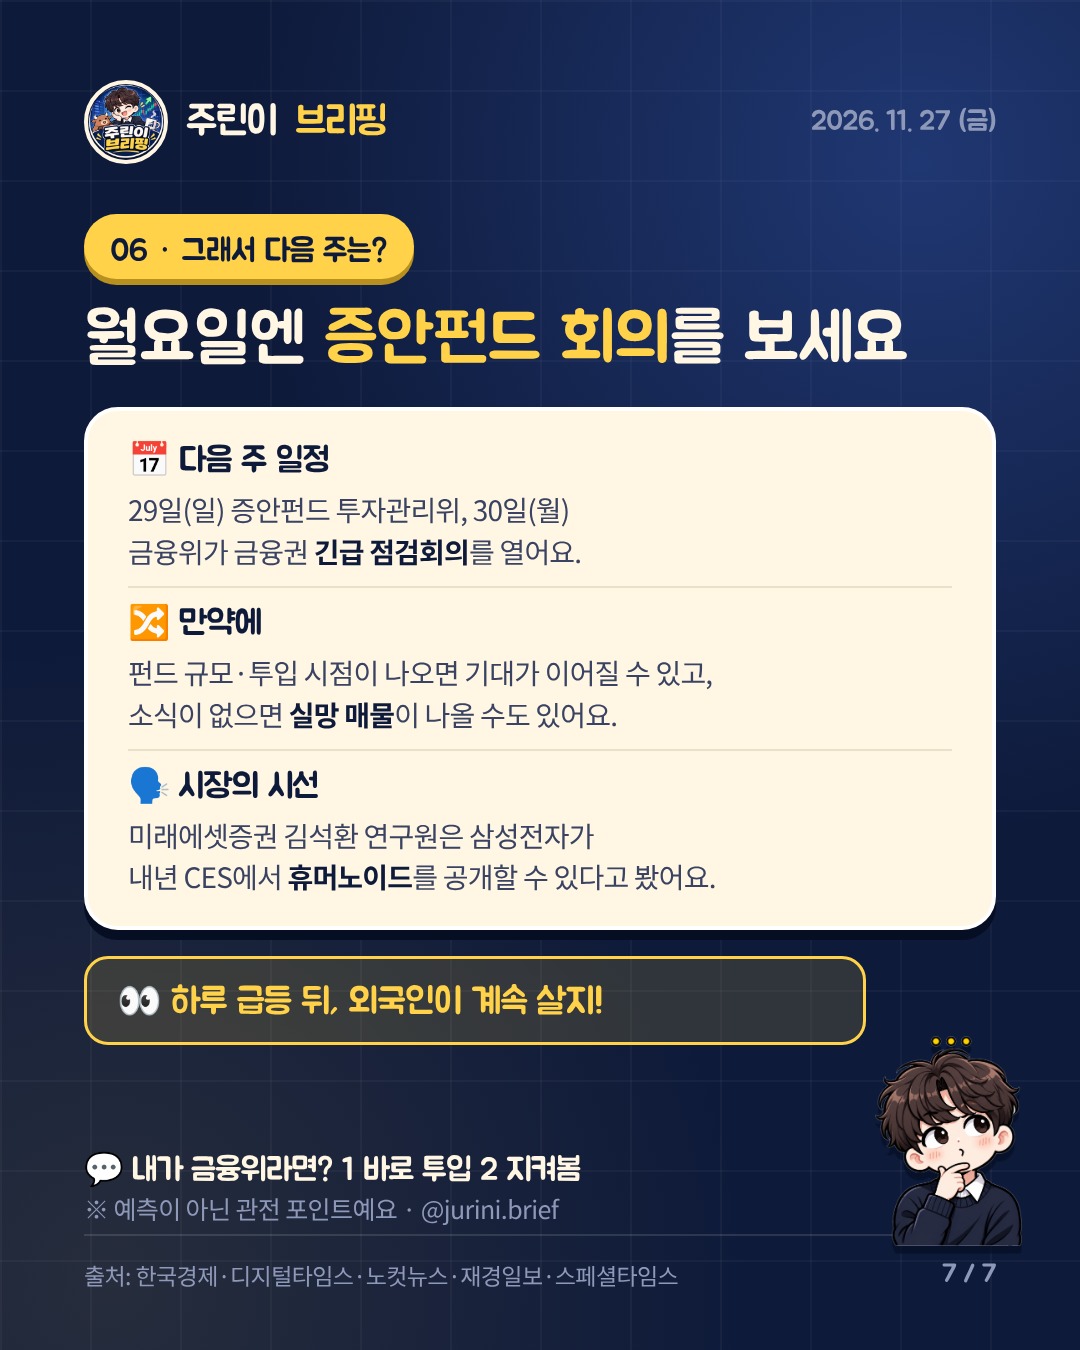 주린이 브리핑
주린이
브리핑
2026. 11. 27 (금)
06 · 그래서 다음 주는?
월요일엔 증안펀드 회의를 보세요
July
17
다음 주 일정
29일(일) 증안펀드 투자관리위, 30일(월)
금융위가 금융권 긴급 점검회의를 열어요.
만약에
펀드 규모·투입 시점이 나오면 기대가 이어질 수 있고,
소식이 없으면 실망 매물이 나올 수도 있어요.
시장의 시선
미래에셋증권 김석환 연구원은 삼성전자가
내년 CES에서 휴머노이드를 공개할 수 있다고 봤어요.
하루 급등 뒤, 외국인이 계속 살지!
내가 금융위라면? 1 바로 투입 2 지켜봄
※ 예측이 아닌 관전 포인트예요 · @jurini.brief
출처: 한국경제·디지털타임스·노컷뉴스·재경일보·스페셜타임스
7 / 7